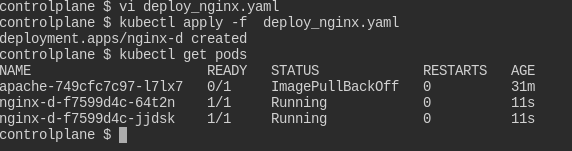 controlplane $ vi deploy_nginx.yaml
controlplane $ kubectl apply -f  deploy_nginx.yaml
deployment.apps/nginx-d created
controlplane $ kubectl get pods
NAME                      READY   STATUS             RESTARTS   AGE
apache-749cfc7c97-l7lx7   0/1     ImagePullBackOff   0          31m
nginx-d-f7599d4c-64t2n    1/1     Running            0          11s
nginx-d-f7599d4c-jjdsk    1/1     Running            0          11s
controlplane $